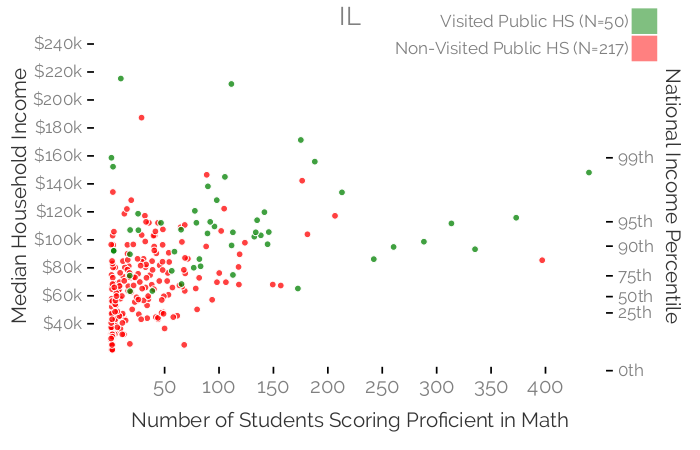 IL
Visited Public HS (N=50)
Non-Visited Public HS (N=217)
Median Household Income
$240k
$220k
$200k
$180k
$160k
$140k
$120k
$100k
$80k
$60k
$40k
National Income Percentile
99th
95th
90th
75th
50th
25th
0th
50
100
150
200
250
300
350
400
Number of Students Scoring Proficient in Math